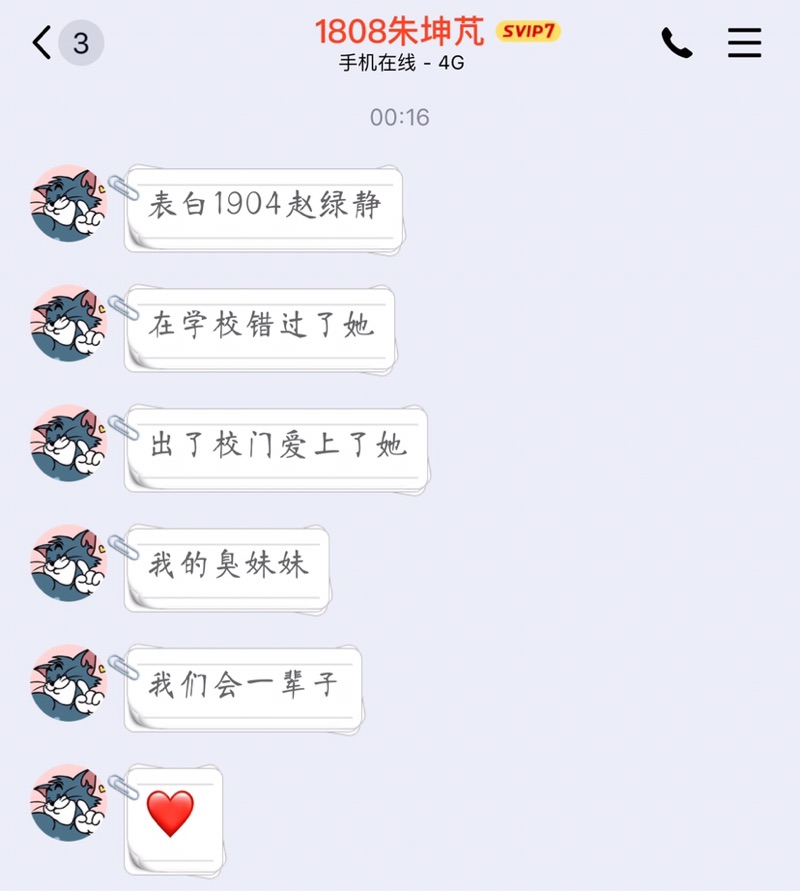 3
1808朱坤芃 SVIP7
手机在线 - 4G
00:16
表白1904赵绿静
在学校错过了她
出了校门爱上了她
我的臭妹妹
我们会一辈子
❤️